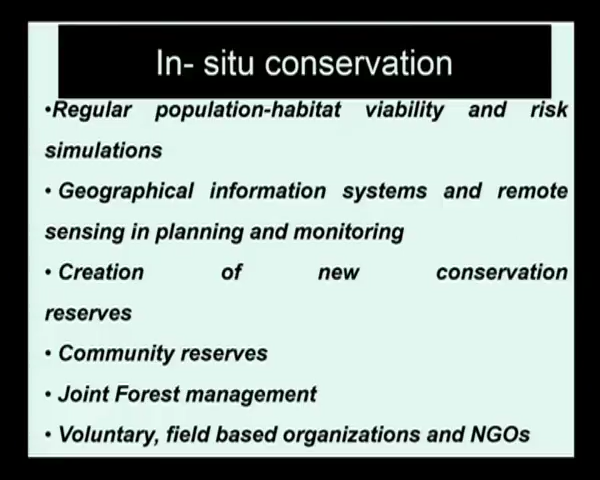 In- situ conservation
•Regular population-habitat viability and risk
simulations
• Geographical information systems and remote
sensing in planning and monitoring
• Creation of new conservation
reserves
• Community reserves
• Joint Forest management
• Voluntary, field based organizations and NGOs